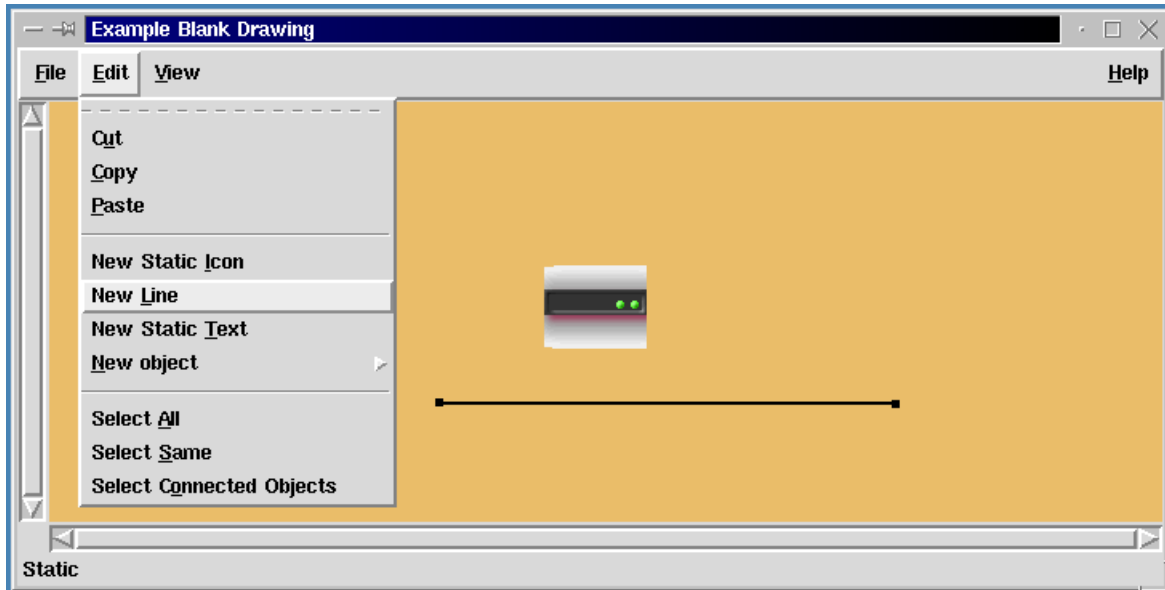 Example Blank Drawing
File Edit View Help
Cut
Copy
Paste
New Static Icon
New Line
New Static Text
New object
Select All
Select Same
Select Connected Objects
Static